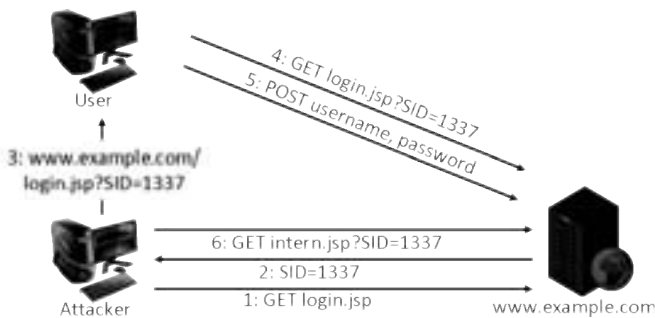 4: GET login.jsp?SID=1337
5: POST username, password
User
3: www.example.com/
login.jsp?SID=1337
6: GET intern.jsp?SID=1337
2: SID=1337
1: GET login.jsp
Attacker
www.example.com